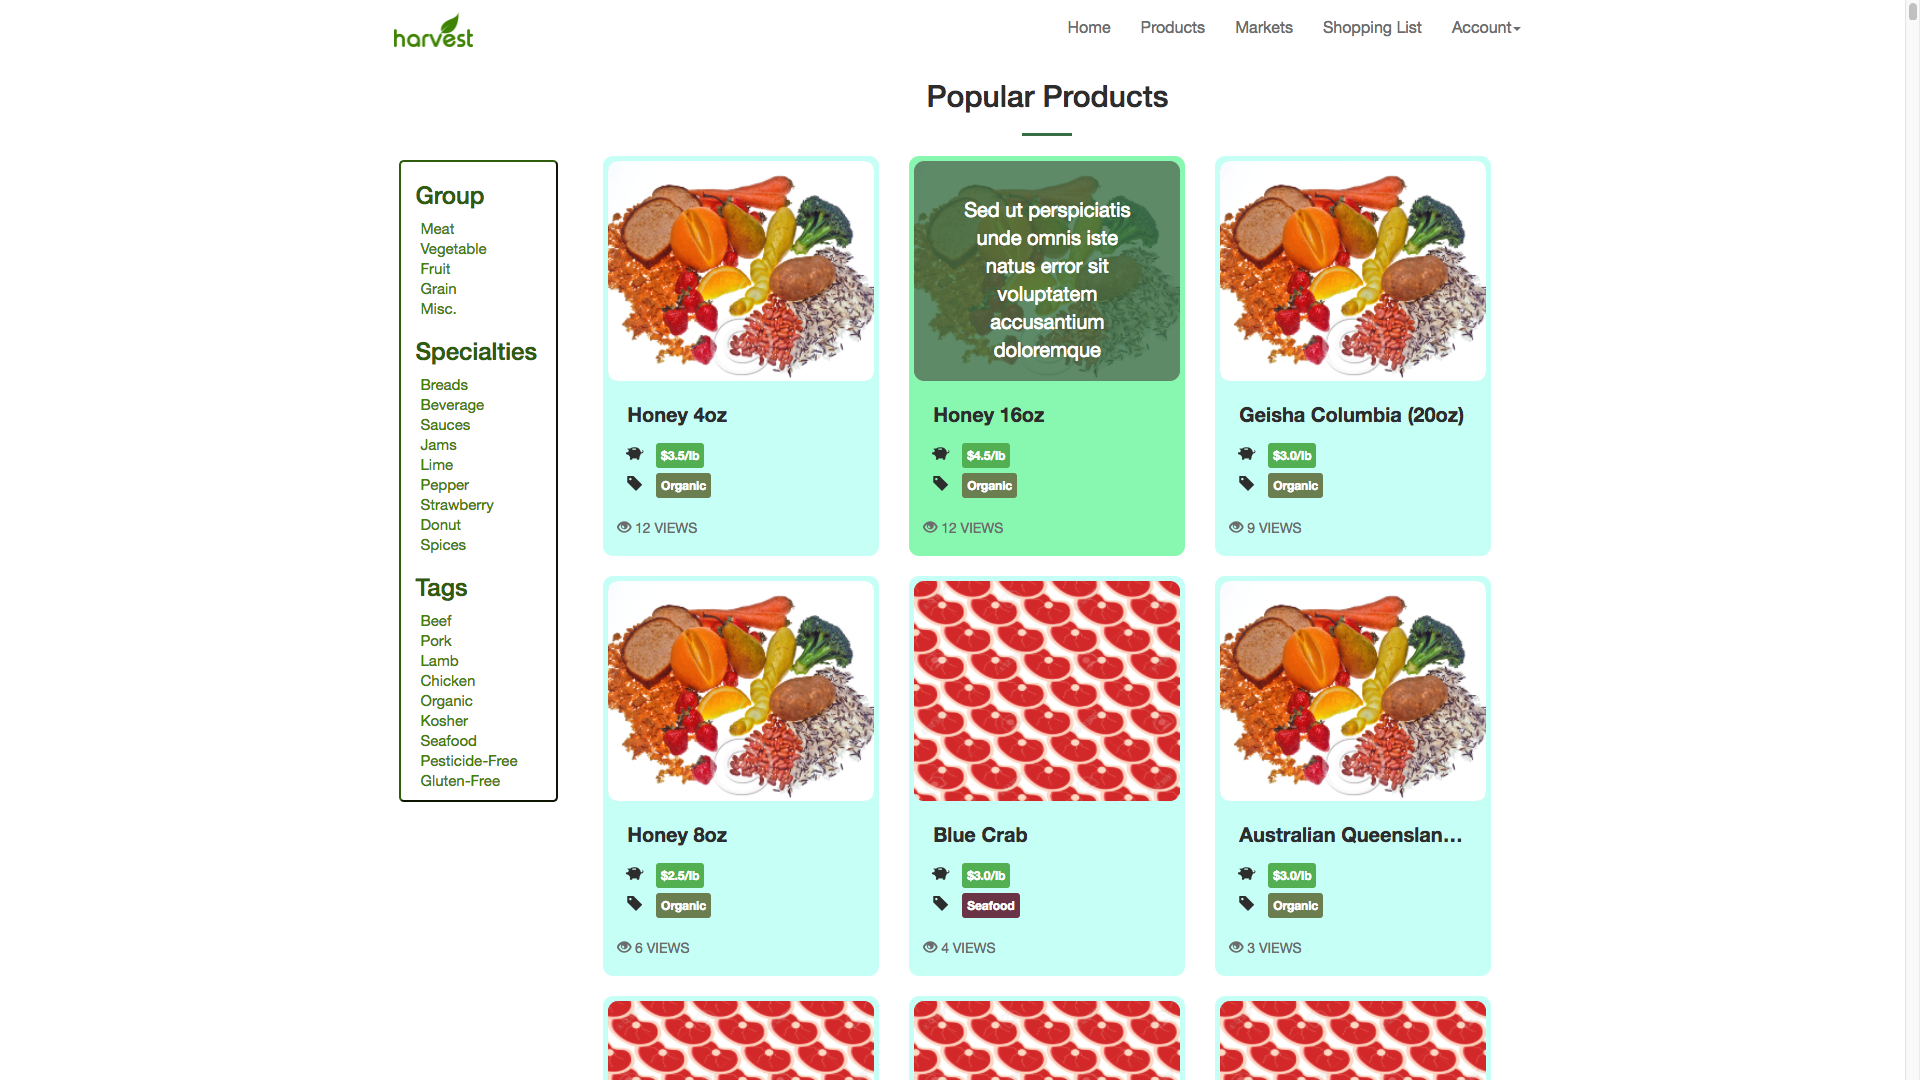 harvest
Home
Products
Markets
Shopping List
Account
Popular Products
Group
Meat
Vegetable
Fruit
Grain
Misc.
Specialties
Breads
Beverage
Sauces
Jams
Lime
Pepper
Strawberry
Donut
Spices
Tags
Beef
Pork
Lamb
Chicken
Organic
Kosher
Seafood
Pesticide-Free
Gluten-Free
Honey 4oz
$3.5/lb
Organic
12 VIEWS
Sed ut perspiciatis
unde omnis iste
natus error sit
voluptatem
accusantium
doloremque
Honey 16oz
$4.5/lb
Organic
12 VIEWS
Geisha Columbia (20oz)
$3.0/lb
Organic
9 VIEWS
Honey 8oz
$2.5/lb
Organic
6 VIEWS
Blue Crab
$3.0/lb
Seafood
4 VIEWS
Australian Queenslan...
$3.0/lb
Organic
3 VIEWS